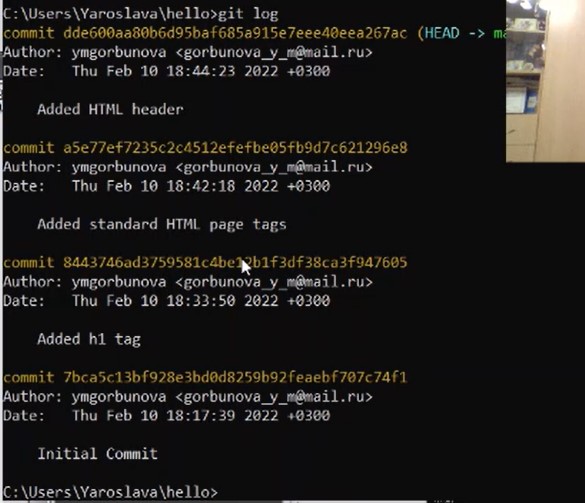 C:\Users\Yaroslava\hello>git log
commit dde600aa80b6d95baf685a915e7eee40eea267ac (HEAD ->
Author: ymgorbunova <gorbunova_y_m@mail.ru>
Date:   Thu Feb 10 18:44:23 2022 +0300
Added HTML header
commit a5e77ef7235c2c4512efefbe05fb9d7c621296e8
Author: ymgorbunova <gorbunova_y_m@mail.ru>
Date:   Thu Feb 10 18:42:18 2022 +0300
Added standard HTML page tags
commit 8443746ad3759581c4be12b1f3df38ca3f947605
Author: ymgorbunova <gorbunova_y_m@mail.ru>
Date:   Thu Feb 10 18:33:50 2022 +0300
Added h1 tag
commit 7bca5c13bf928e3bd0d8259b92feaebf707c74f1
Author: ymgorbunova <gorbunova_y_m@mail.ru>
Date:   Thu Feb 10 18:17:39 2022 +0300
Initial Commit
C:\Users\Yaroslava\hello>